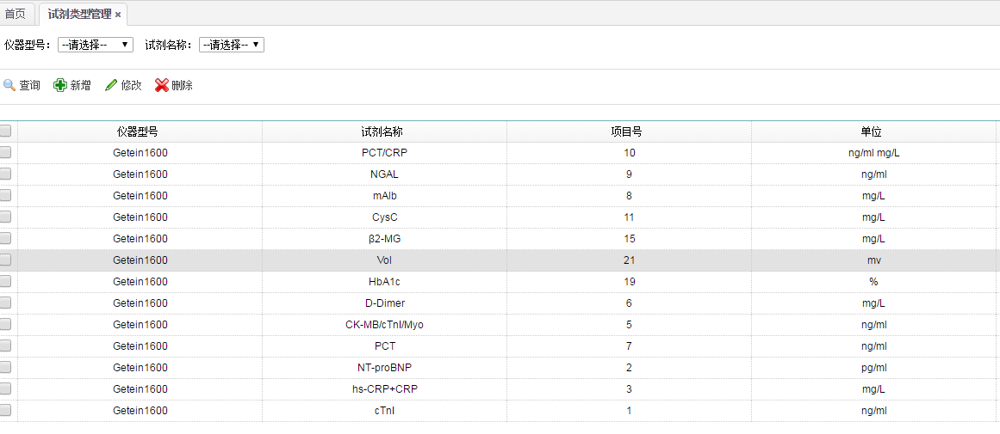 首页 试剂类型管理 ×
仪器型号: --请选择-- 试剂名称: --请选择--
查询 新增 修改 删除
仪器型号 试剂名称 项目号 单位
Getein1600 PCT/CRP 10 ng/ml mg/L
Getein1600 NGAL 9 ng/ml
Getein1600 mAlb 8 mg/L
Getein1600 CysC 11 mg/L
Getein1600 β2-MG 15 mg/L
Getein1600 Vol 21 mv
Getein1600 HbA1c 19 %
Getein1600 D-Dimer 6 mg/L
Getein1600 CK-MB/cTnI/Myo 5 ng/ml
Getein1600 PCT 7 ng/ml
Getein1600 NT-proBNP 2 pg/ml
Getein1600 hs-CRP+CRP 3 mg/L
Getein1600 cTnI 1 ng/ml